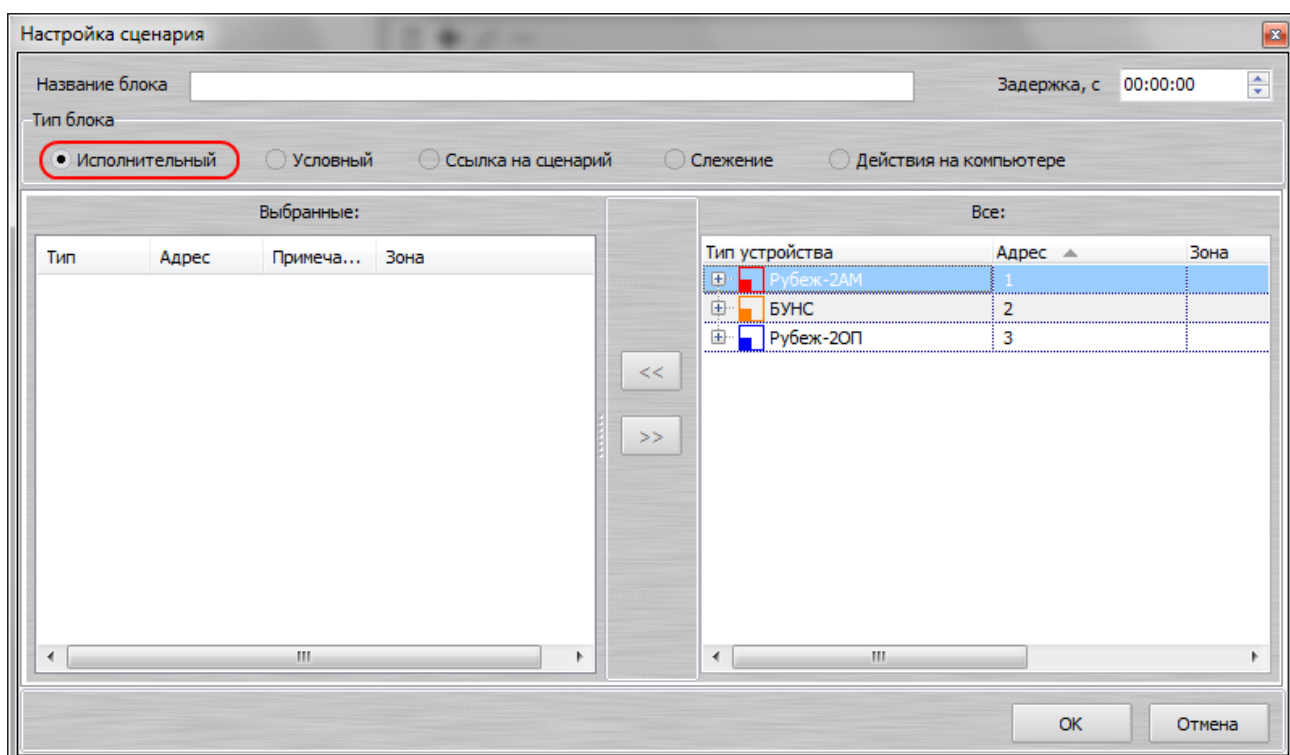 Настройка сценария
Название блока
Задержка, с 00:00:00
Тип блока
Исполнительный Условный Ссылка на сценарий Слежение Действия на компьютере
Выбранные:
Тип Адрес Примеча... Зона
<<
>>
Все:
Тип устройства Адрес Зона
Рубеж-2АМ 1
БУНС 2
Рубеж-2ОП 3
OK Отмена